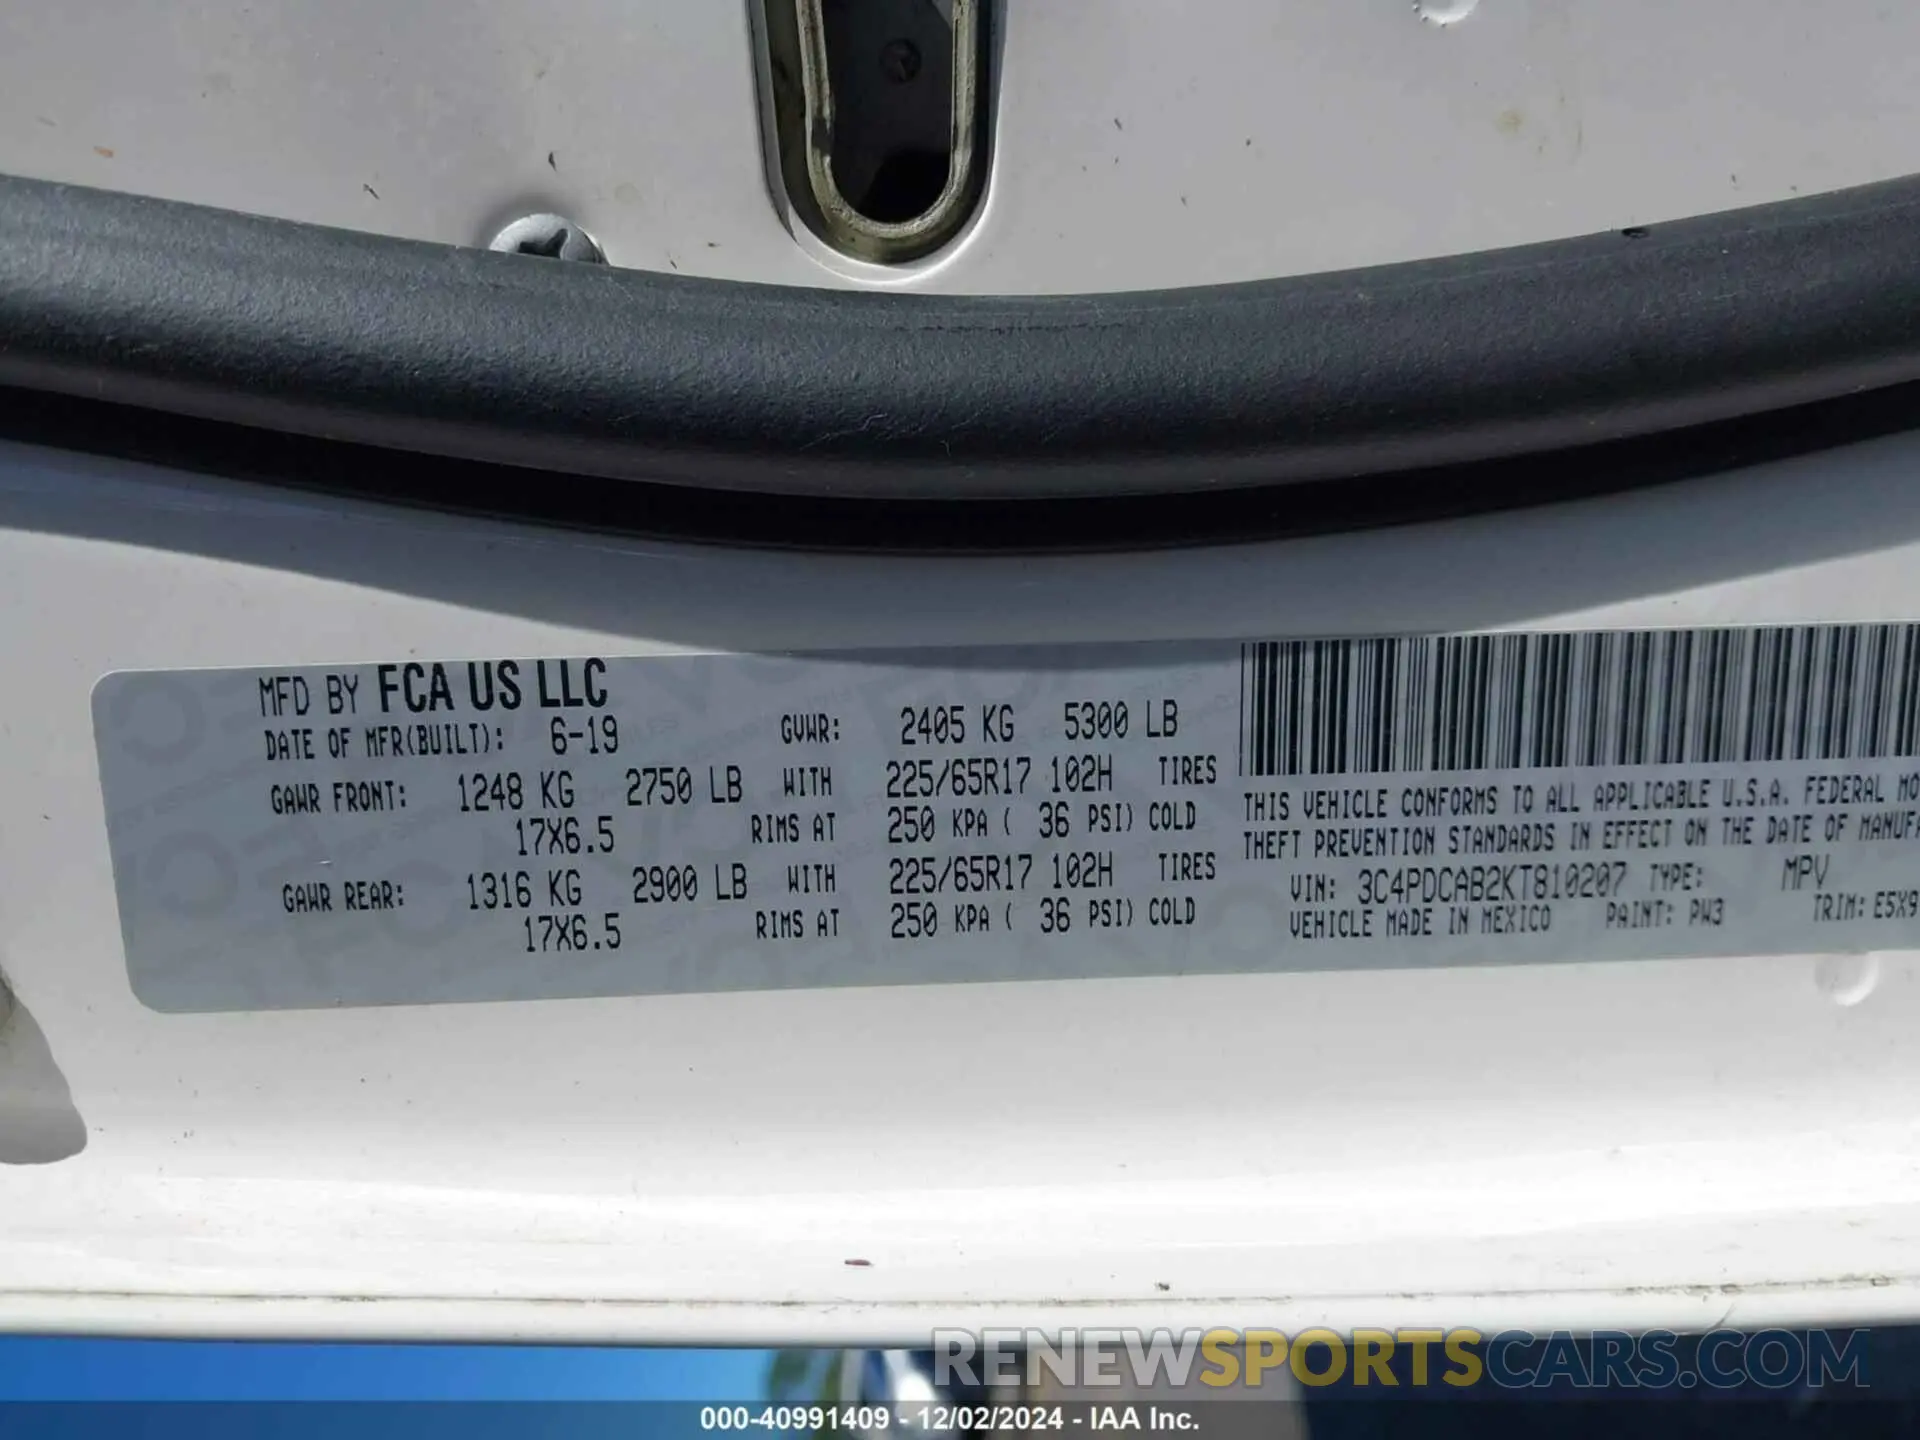 MFD BY FCA US LLC
DATE OF MFR(BUILT): 6-19 GVWR: 2405 KG 5300 LB
GAWR FRONT: 1248 KG 2750 LB WITH 225/65R17 102H TIRES
17X6.5 RIMS AT 250 KPA ( 36 PSI) COLD
GAWR REAR: 1316 KG 2900 LB WITH 225/65R17 102H TIRES
17X6.5 RIMS AT 250 KPA ( 36 PSI) COLD
THIS VEHICLE CONFORMS TO ALL APPLICABLE U.S.A. FEDERAL MO
THEFT PREVENTION STANDARDS IN EFFECT ON THE DATE OF MANUF
VIN: 3C4PDCAB2KT810207 TYPE: MPV
VEHICLE MADE IN MEXICO PAINT: PW3 TRIM: E5X9
RENEWSPORTSCARS.COM
000-40991409 - 12/02/2024 - IAA Inc.